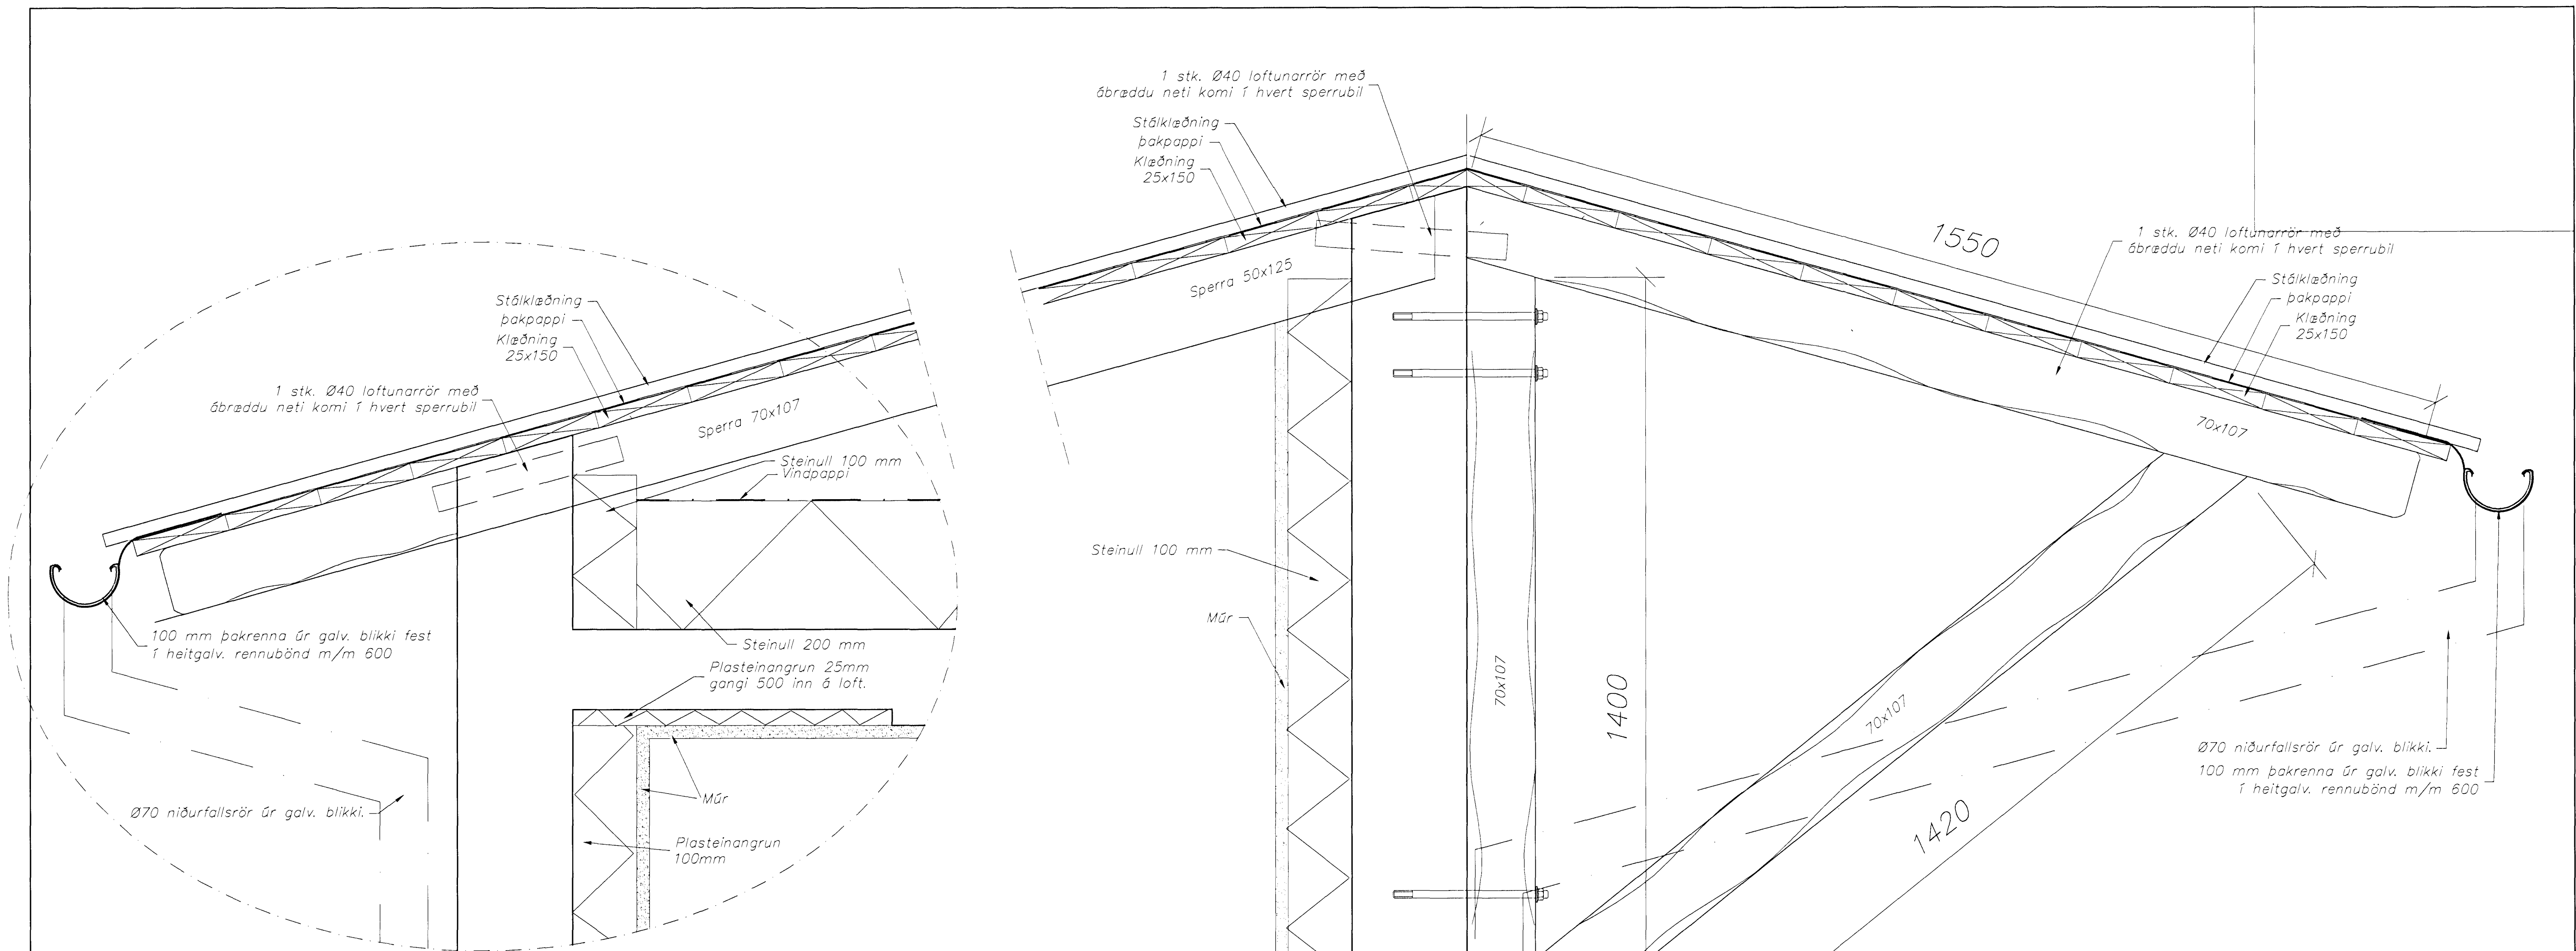 Stálklæðning
þakpappi
Klæðning
25x150
1 stk. Ø40 loftunarrör með
ábræddu neti komi í hvert sperrubil
Sperra 70x107
Steinull 100 mm
Vindpappi
100 mm þakrenna úr galv. blikki fest
í heitgalv. rennubönd m/m 600
Steinull 200 mm
Plasteinangrun 25mm
gangi 500 inn á loft.
Múr
Ø70 niðurfallsrör úr galv. blikki.
Plasteinangrun
100mm
1 stk. Ø40 loftunarrör með
ábræddu neti komi í hvert sperrubil
Stálklæðning
þakpappi
Klæðning
25x150
Sperra 50x125
Steinull 100 mm
Múr
70x107
1400
1550
1 stk. Ø40 loftunarrör með
ábræddu neti komi í hvert sperrubil
Stálklæðning
þakpappi
Klæðning
25x150
70x107
70x107
1420
Ø70 niðurfallsrör úr galv. blikki.
100 mm þakrenna úr galv. blikki fest
í heitgalv. rennubönd m/m 600